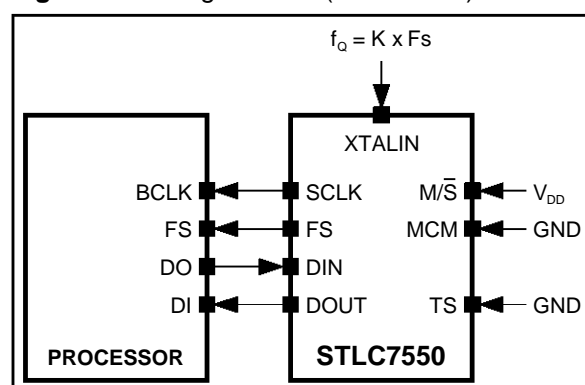 f_Q = K x Fs
XTALIN
BCLK SCLK M/S̅ V_DD
FS FS MCM GND
DO DIN
DI DOUT TS GND
PROCESSOR STLC7550